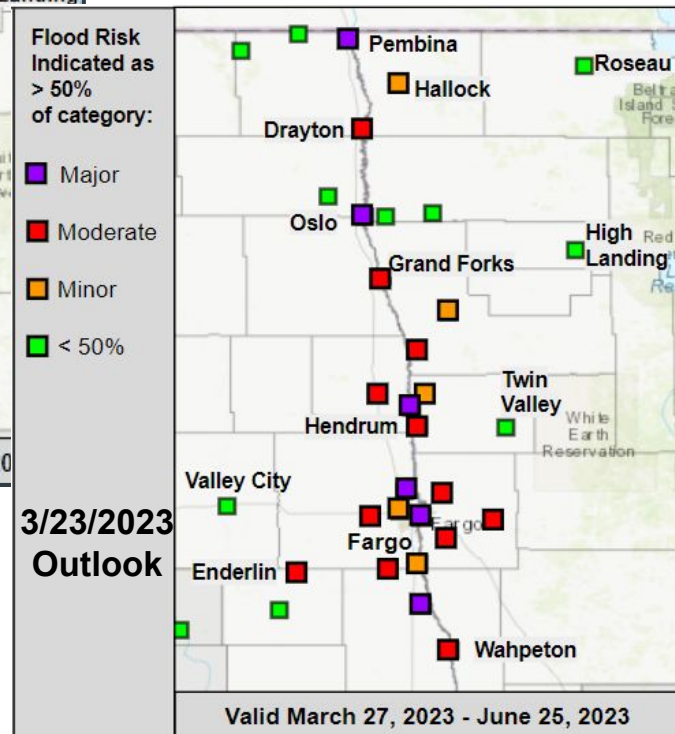 Flood Risk
Indicated as
> 50%
of category:
Major
Moderate
Minor
< 50%
3/23/2023
Outlook
Pembina
Roseau
Hallock
Drayton
Oslo
High
Landing
Grand Forks
Twin
Valley
White
Earth
Reservation
Hendrum
Valley City
Fargo
Fargo
Enderlin
Wahpeton
Valid March 27, 2023 - June 25, 2023